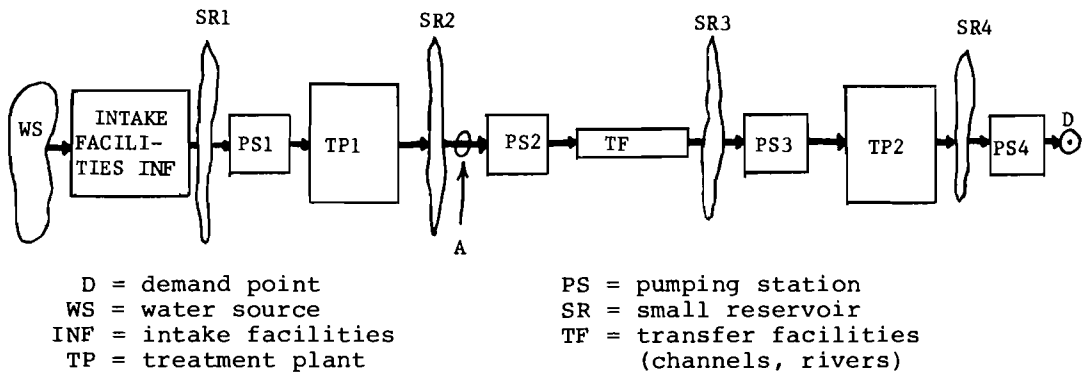 SR1
SR2
SR3
SR4
WS
INTAKE
FACILI-
TIES INF
PS1
TP1
PS2
TF
PS3
TP2
PS4
D
A
D = demand point
WS = water source
INF = intake facilities
TP = treatment plant
PS = pumping station
SR = small reservoir
TF = transfer facilities
(channels, rivers)